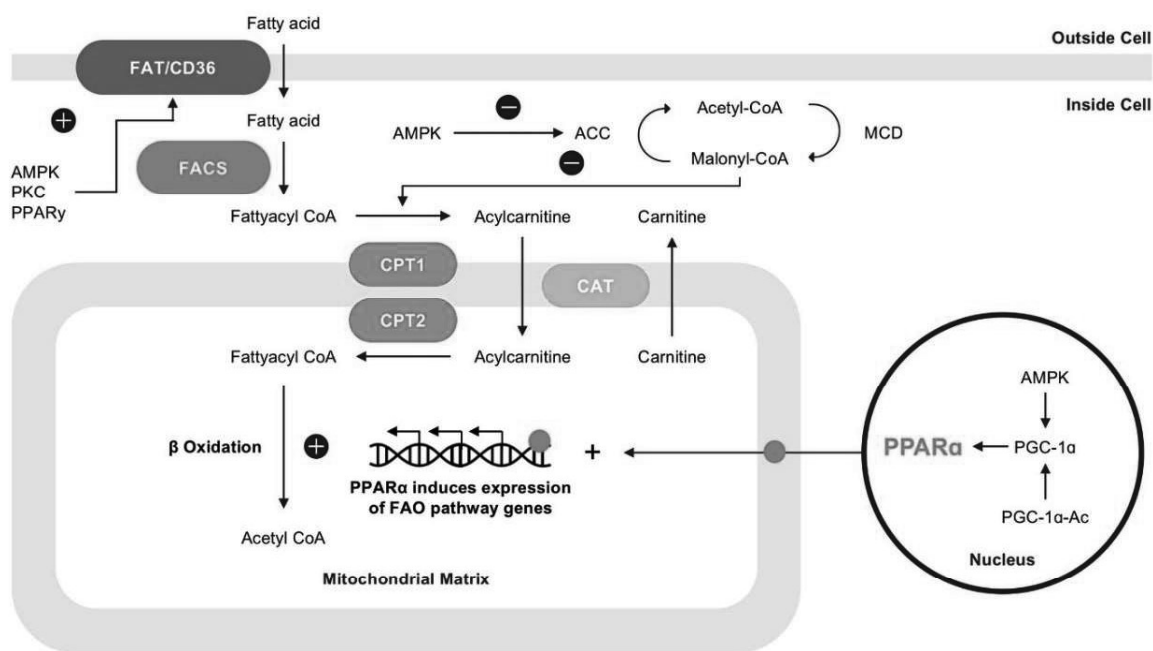 Fatty acid
Outside Cell
FAT/CD36
Inside Cell
+
−
Fatty acid
AMPK
ACC
Acetyl-CoA
MCD
−
Malonyl-CoA
FACS
AMPK
PKC
PPARy
Fattyacyl CoA
Acylcarnitine
Carnitine
CPT1
CAT
CPT2
Fattyacyl CoA
Acylcarnitine
Carnitine
AMPK
β Oxidation
+
+
PPARα
PGC-1α
PPARα induces expression
of FAO pathway genes
PGC-1α-Ac
Acetyl CoA
Nucleus
Mitochondrial Matrix